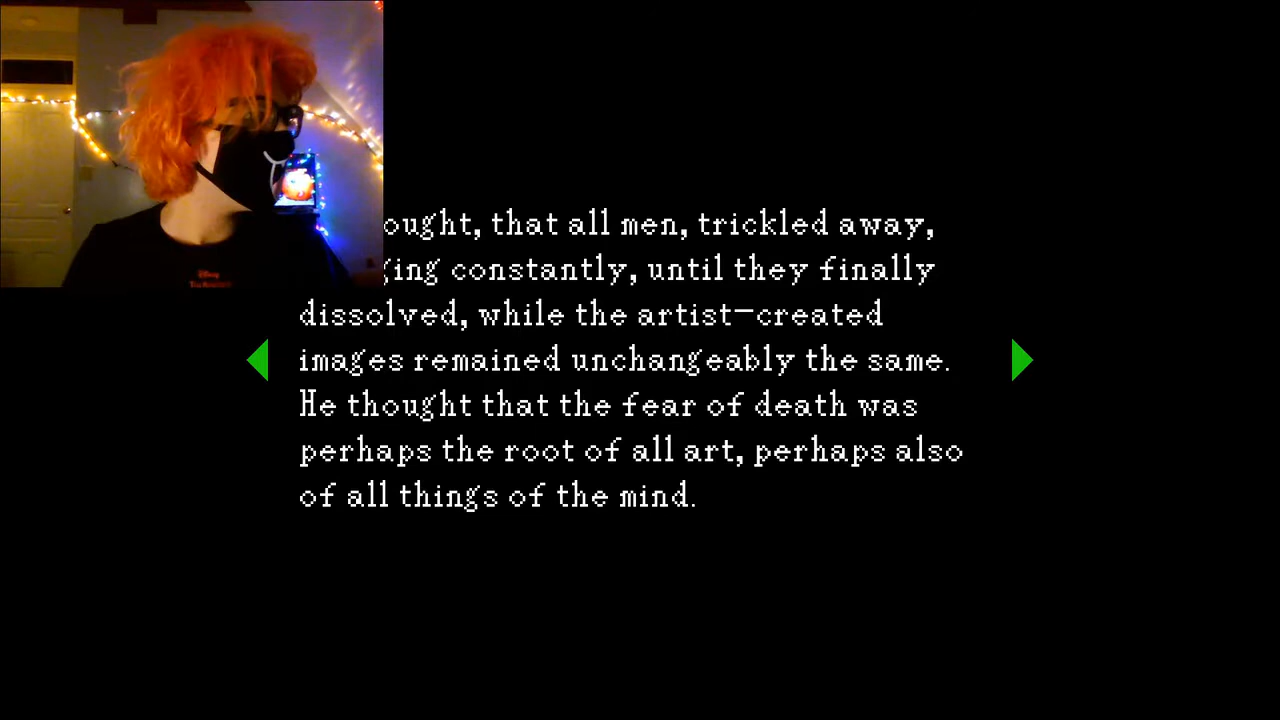 ought, that all men, trickled away,
ging constantly, until they finally
dissolved, while the artist—created
images remained unchangeably the same.
He thought that the fear of death was
perhaps the root of all art, perhaps also
of all things of the mind.
Disney